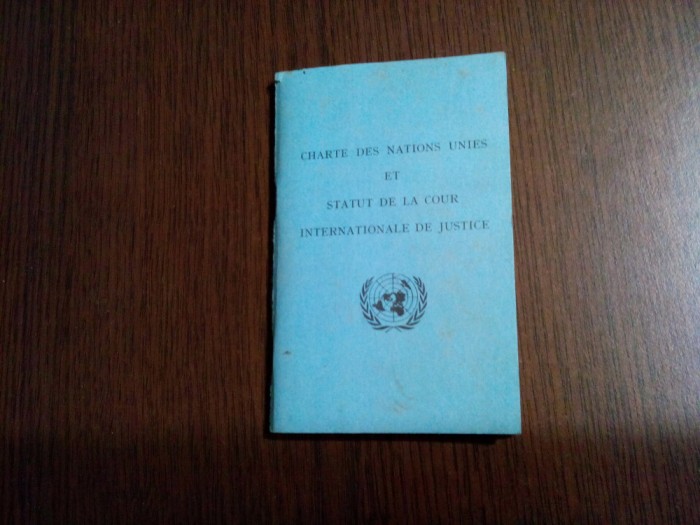 CHARTE DES NATIONS UNIES
ET
STATUT DE LA COUR
INTERNATIONALE DE JUSTICE